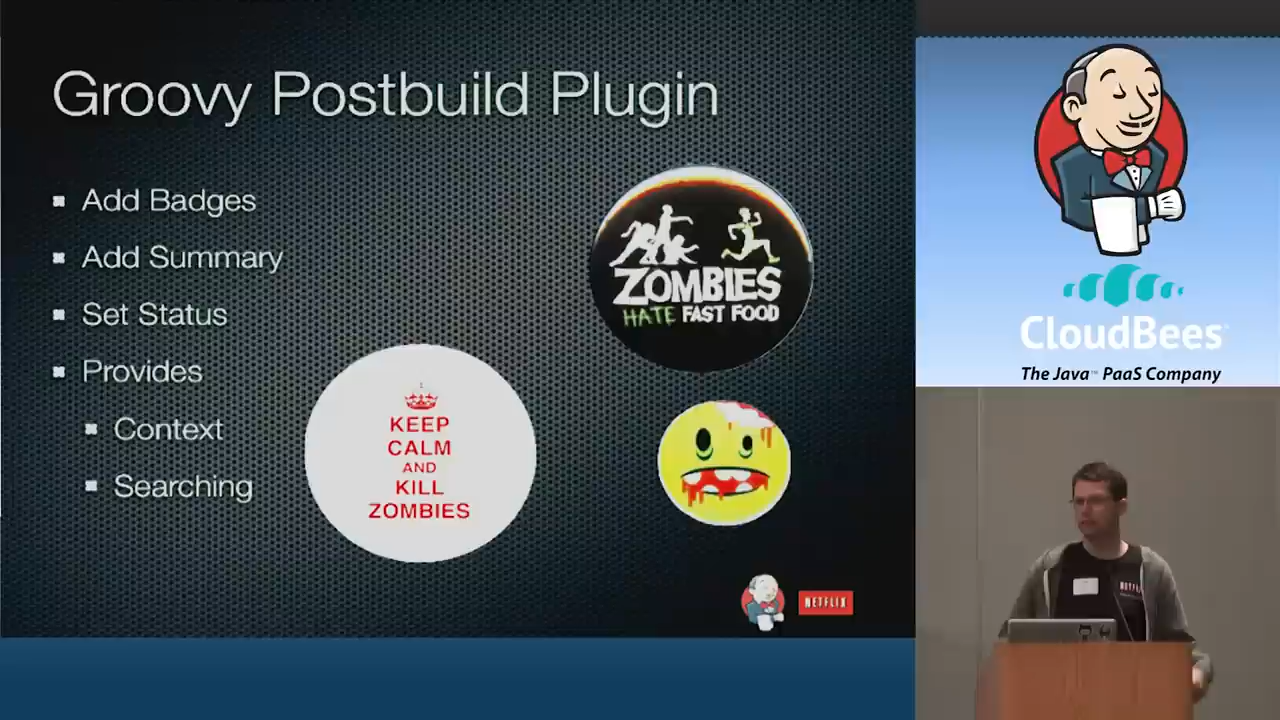 Groovy Postbuild Plugin
Add Badges
Add Summary
Set Status
Provides
Context
Searching
ZOMBIES
HATE FAST FOOD
KEEP
CALM
AND
KILL
ZOMBIES
NETFLIX
CloudBees
The Java™ PaaS Company
NETFLIX